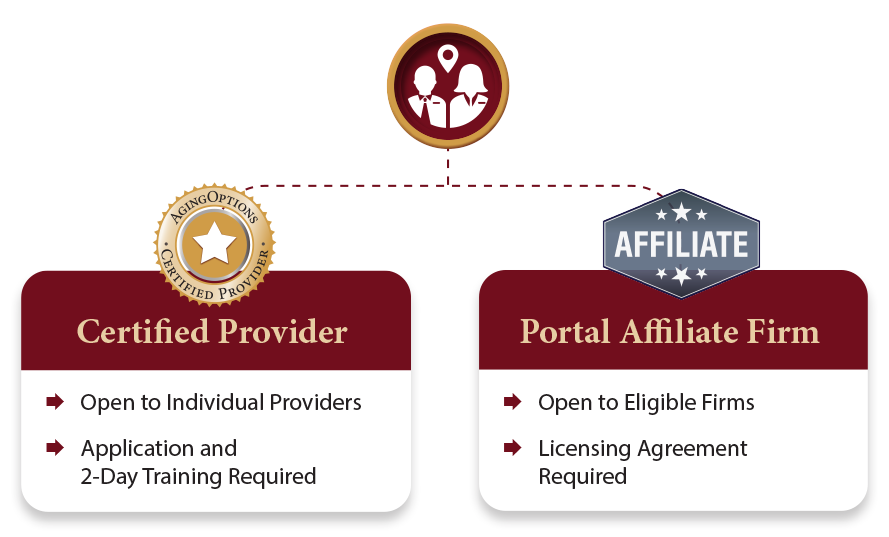 AgingOptions
Certified Provider
AFFILIATE
Certified Provider
Portal Affiliate Firm
Open to Individual Providers
Application and
2-Day Training Required
Open to Eligible Firms
Licensing Agreement
Required